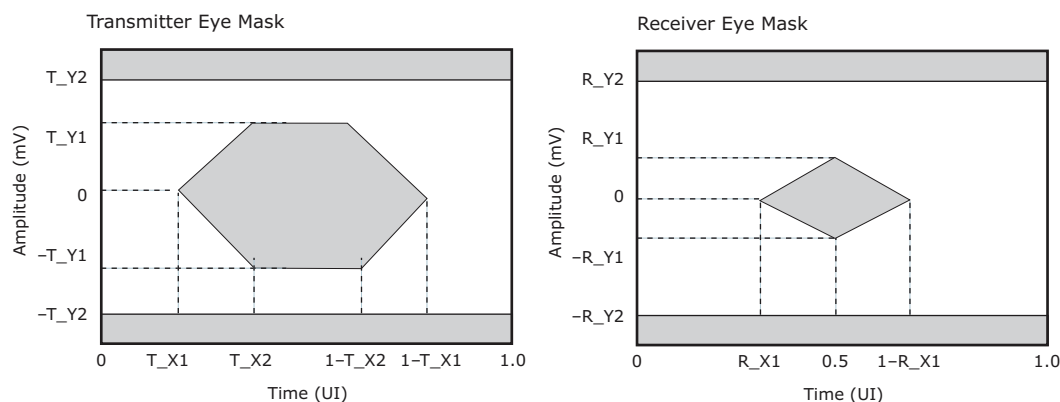 Transmitter Eye Mask
T_Y2
T_Y1
0
–T_Y1
–T_Y2
Amplitude (mV)
0
T_X1
T_X2
1–T_X2
1–T_X1
1.0
Time (UI)
Receiver Eye Mask
R_Y2
R_Y1
0
–R_Y1
–R_Y2
Amplitude (mV)
0
R_X1
0.5
1–R_X1
1.0
Time (UI)